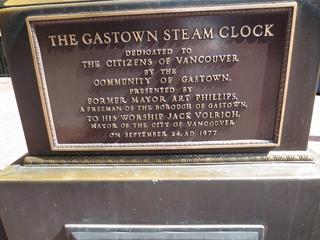 THE GASTOWN STEAM CLOCK
DEDICATED TO
THE CITIZENS OF VANCOUVER
BY THE
COMMUNITY OF GASTOWN.
PRESENTED BY
FORMER MAYOR ART PHILLIPS,
A FREEMAN OF THE BOROUGH OF GASTOWN,
TO HIS WORSHIP JACK VOLRICH,
MAYOR OF THE CITY OF VANCOUVER
ON SEPTEMBER 24, AD. 1977